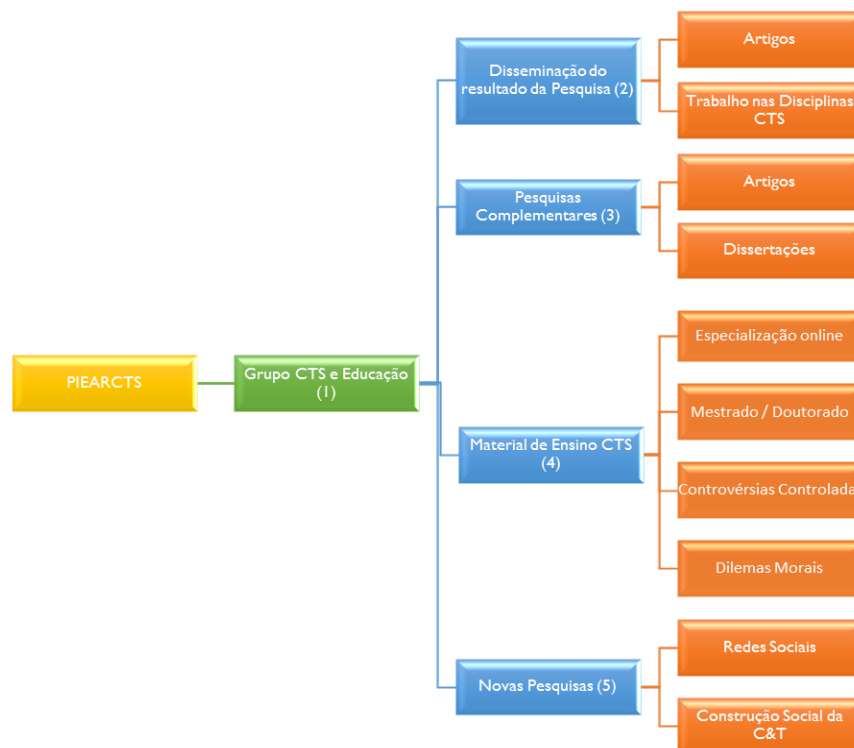 PIEARCTS
Grupo CTS e Educação
(1)
Disseminação do
resultado da Pesquisa (2)
Artigos
Trabalho nas Disciplinas
CTS
Pesquisas
Complementares (3)
Artigos
Dissertações
Material de Ensino CTS
(4)
Especialização online
Mestrado / Doutorado
Controvérsias Controlada
Dilemas Morais
Novas Pesquisas (5)
Redes Sociais
Construção Social da
C&T